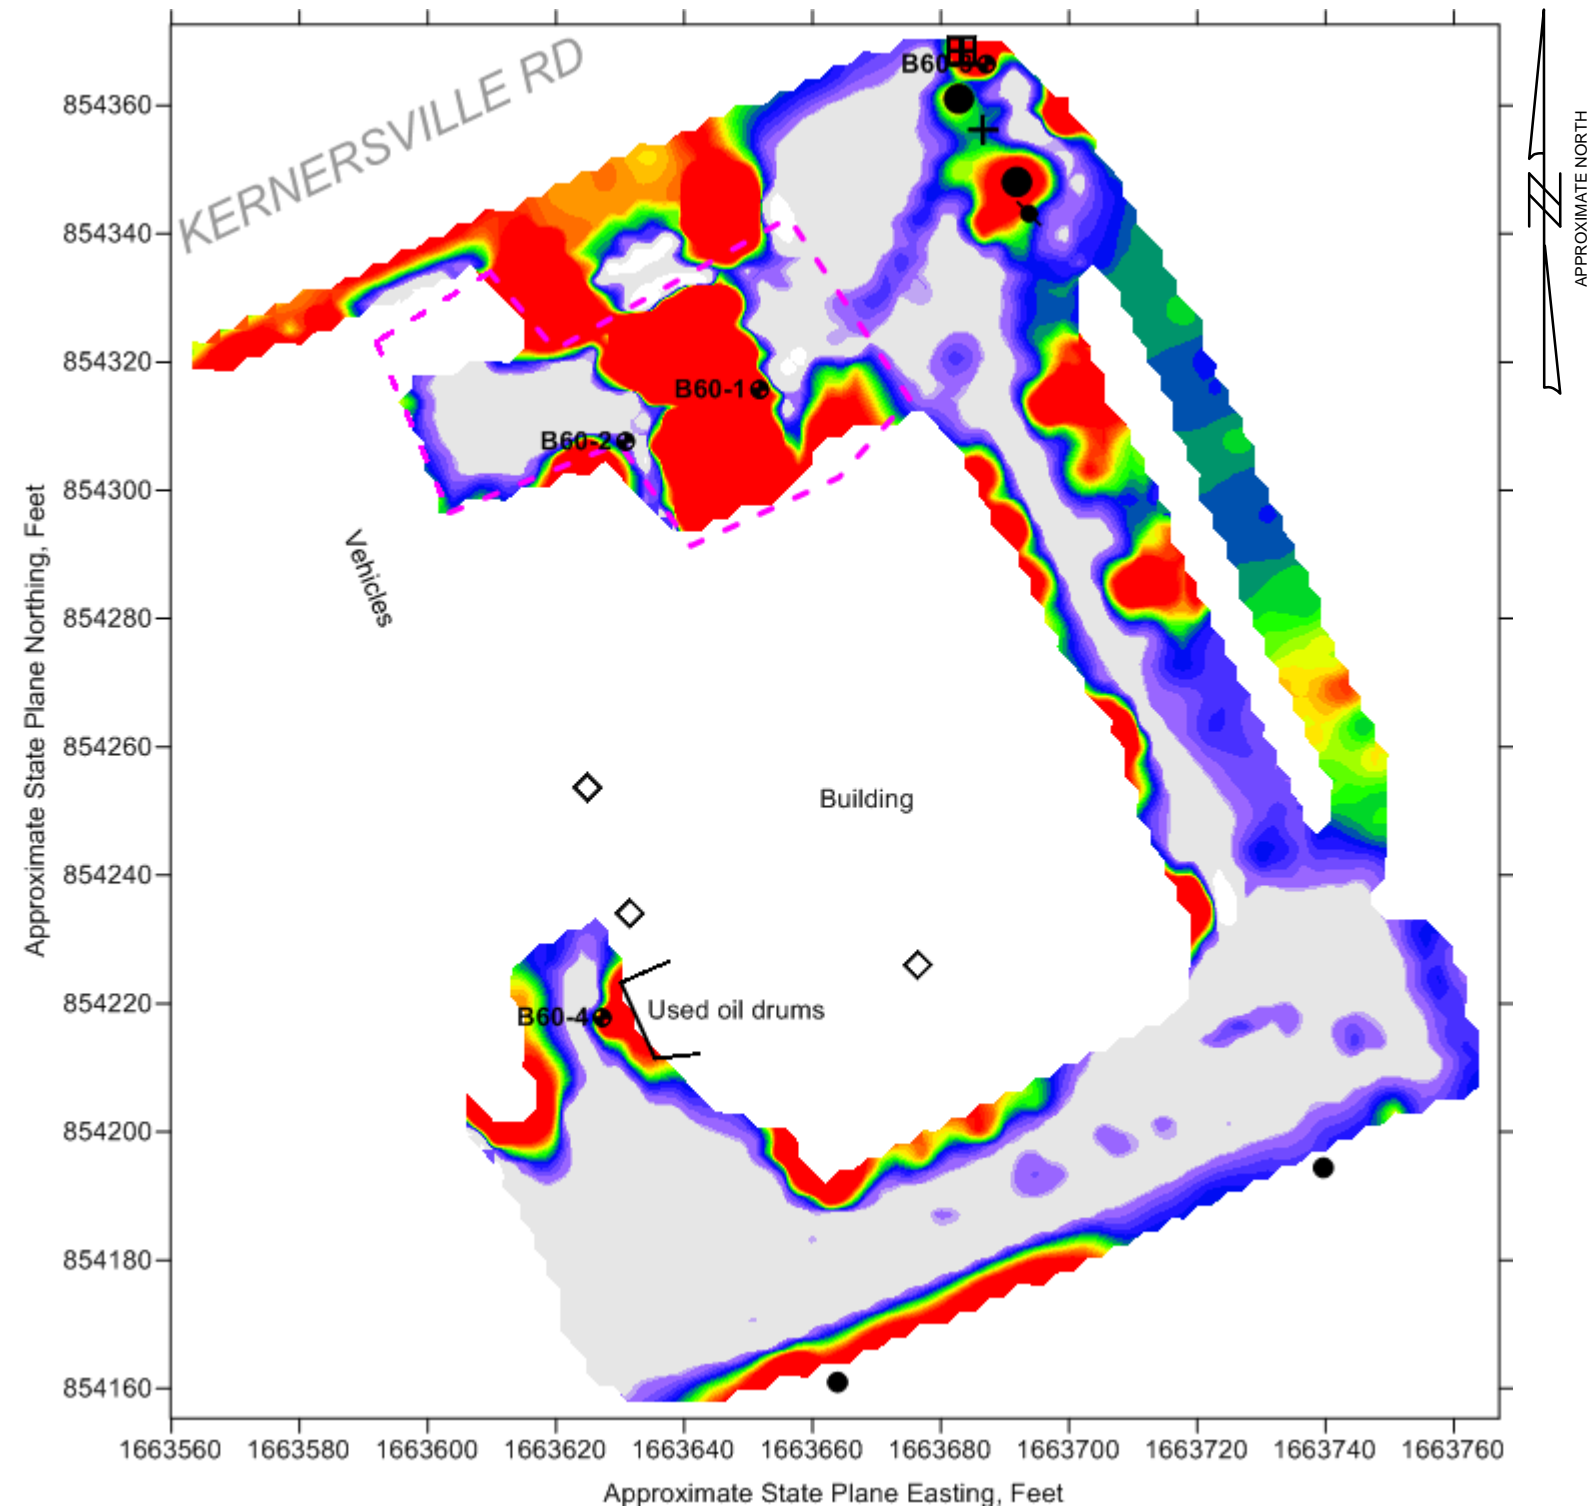 KERNERSVILLE RD
B60-3
APPROXIMATE NORTH
N
854360
854340
854320
854300
854280
854260
854240
854220
854200
854180
854160
Approximate State Plane Northing, Feet
B60-1
B60-2
Vehicles
Building
Used oil drums
B60-4
1663560 1663580 1663600 1663620 1663640 1663660 1663680 1663700 1663720 1663740 1663760
Approximate State Plane Easting, Feet